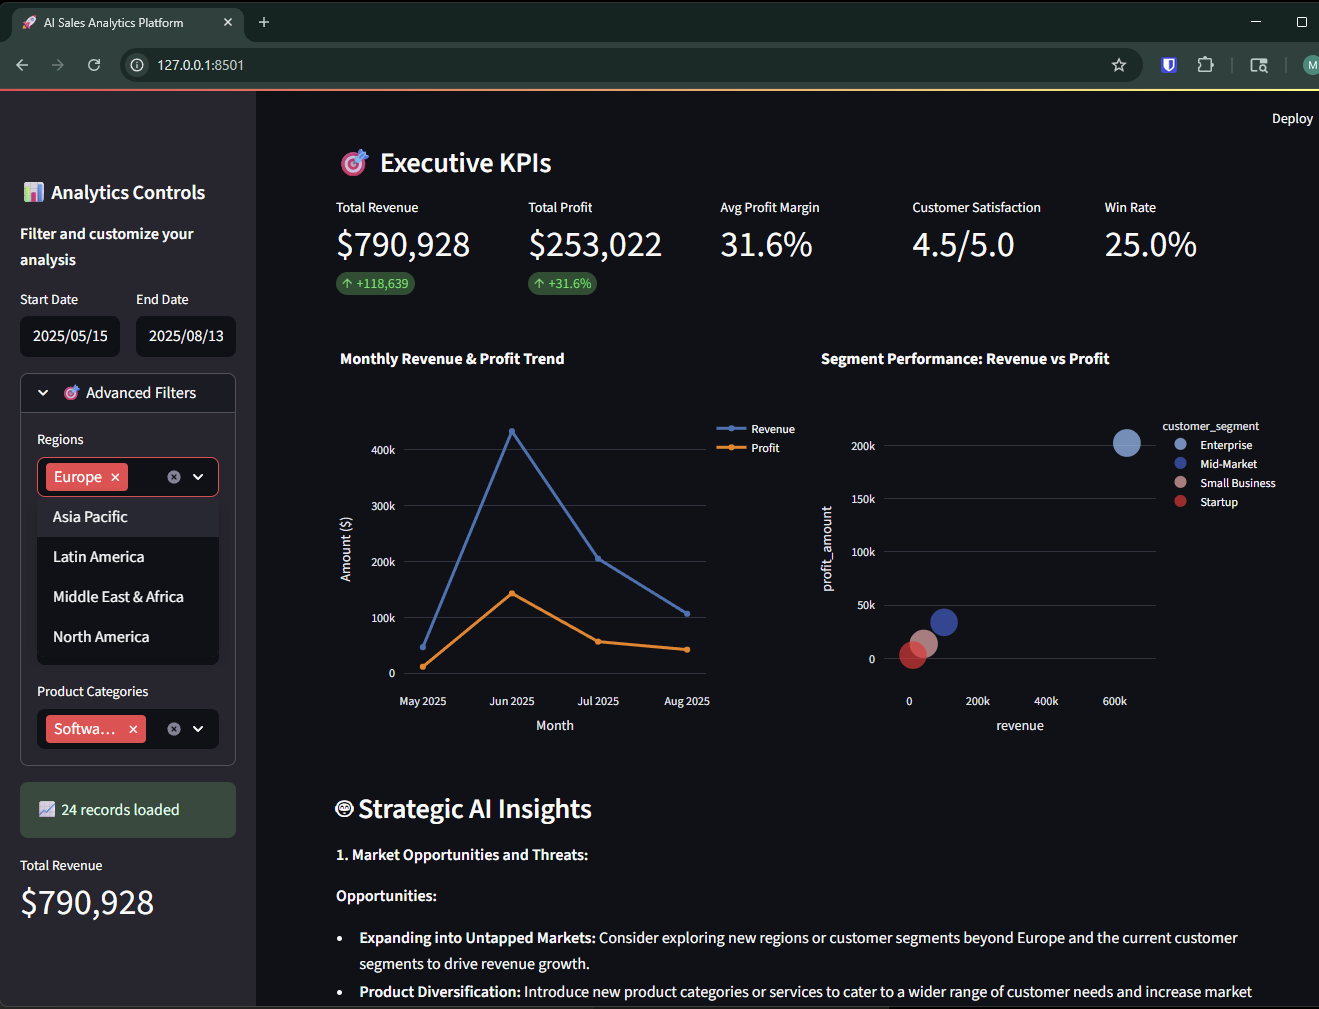 AI Sales Analytics Platform
127.0.0.1:8501
M
Deploy
Analytics Controls
Filter and customize your
analysis
Start Date
End Date
2025/05/15
2025/08/13
Advanced Filters
Regions
Europe
Asia Pacific
Latin America
Middle East & Africa
North America
Product Categories
Softwa...
24 records loaded
Total Revenue
$790,928
Executive KPIs
Total Revenue
$790,928
+118,639
Total Profit
$253,022
+31.6%
Avg Profit Margin
31.6%
Customer Satisfaction
4.5/5.0
Win Rate
25.0%
Monthly Revenue & Profit Trend
Revenue
Profit
400k
300k
200k
100k
0
Amount ($)
May 2025
Jun 2025
Jul 2025
Aug 2025
Month
Segment Performance: Revenue vs Profit
customer_segment
Enterprise
Mid-Market
Small Business
Startup
200k
150k
100k
50k
0
profit_amount
0
200k
400k
600k
revenue
Strategic AI Insights
1. Market Opportunities and Threats:
Opportunities:
• Expanding into Untapped Markets: Consider exploring new regions or customer segments beyond Europe and the current customer
segments to drive revenue growth.
• Product Diversification: Introduce new product categories or services to cater to a wider range of customer needs and increase market